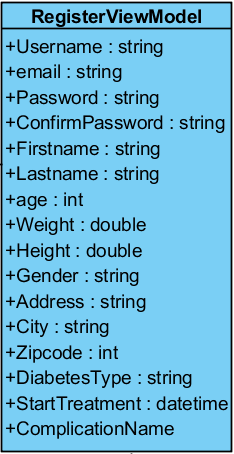 RegisterViewModel
+Username : string
+email : string
+Password : string
+ConfirmPassword : string
+Firstname : string
+Lastname : string
+age : int
+Weight : double
+Height : double
+Gender : string
+Address : string
+City : string
+Zipcode : int
+DiabetesType : string
+StartTreatment : datetime
+ComplicationName